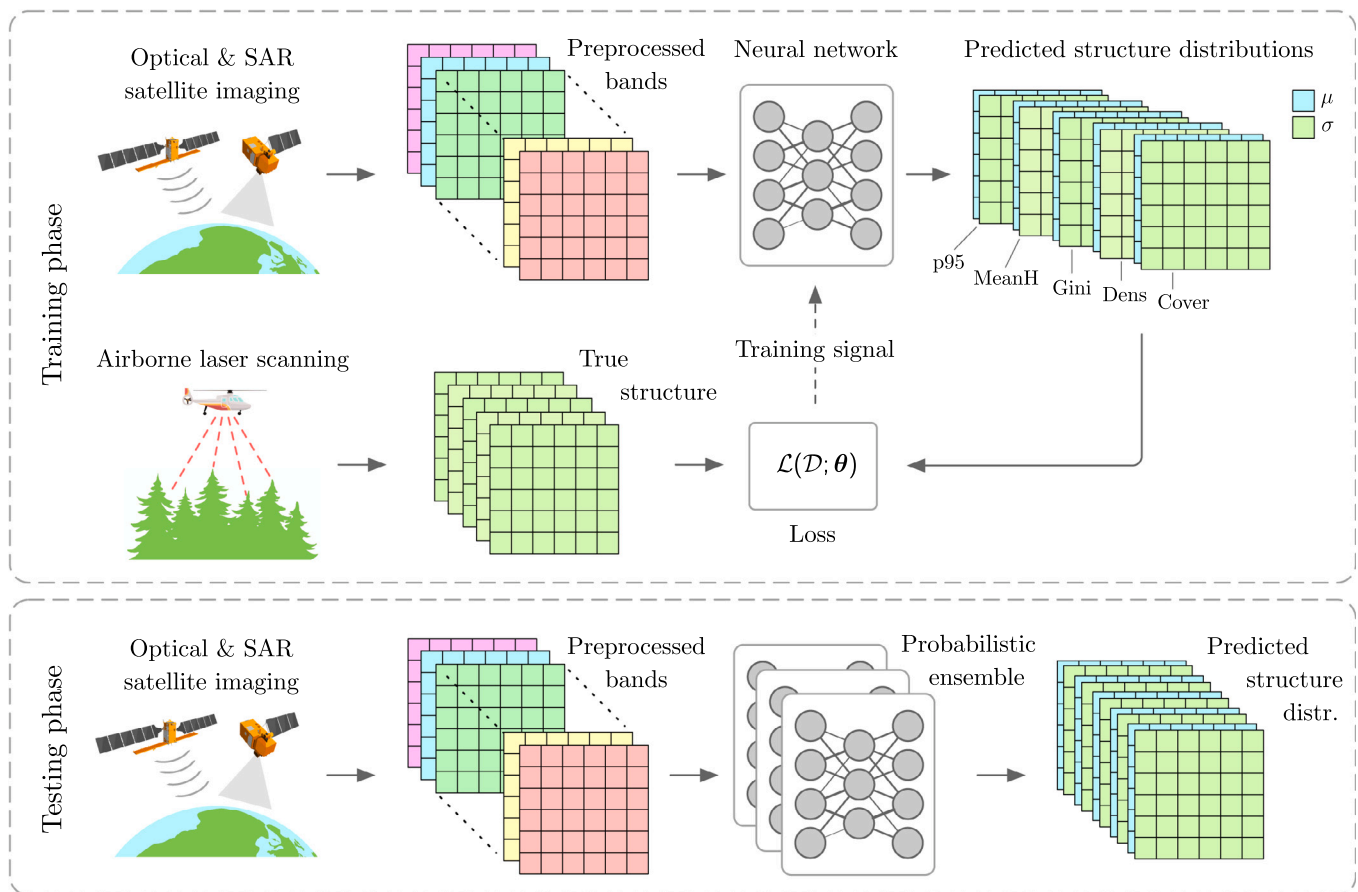 Training phase
Optical & SAR
satellite imaging
Preprocessed
bands
Neural network
Predicted structure distributions
μ
σ
p95
MeanH
Gini
Dens
Cover
Airborne laser scanning
True
structure
Training signal
ℒ(𝒟; θ)
Loss
Testing phase
Optical & SAR
satellite imaging
Preprocessed
bands
Probabilistic
ensemble
Predicted
structure
distr.